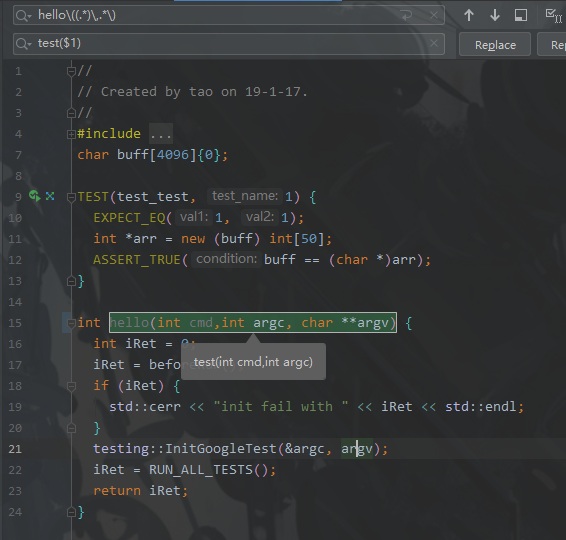 hello\((.*)\,.*\)
test($1)
Replace
Re
1 //
2 // Created by tao on 19-1-17.
3 //
4 #include ...
7 char buff[4096]{0};
8
9 TEST(test_test, test_name: 1) {
10 EXPECT_EQ( val1: 1, val2: 1);
11 int *arr = new (buff) int[50];
12 ASSERT_TRUE( condition: buff == (char *)arr);
13 }
14
15 int hello(int cmd,int argc, char **argv) {
16 int iRet = 0;
test(int cmd,int argc)
17 iRet = before
18 if (iRet) {
19 std::cerr << "init fail with " << iRet << std::endl;
20 }
21 testing::InitGoogleTest(&argc, argv);
22 iRet = RUN_ALL_TESTS();
23 return iRet;
24 }